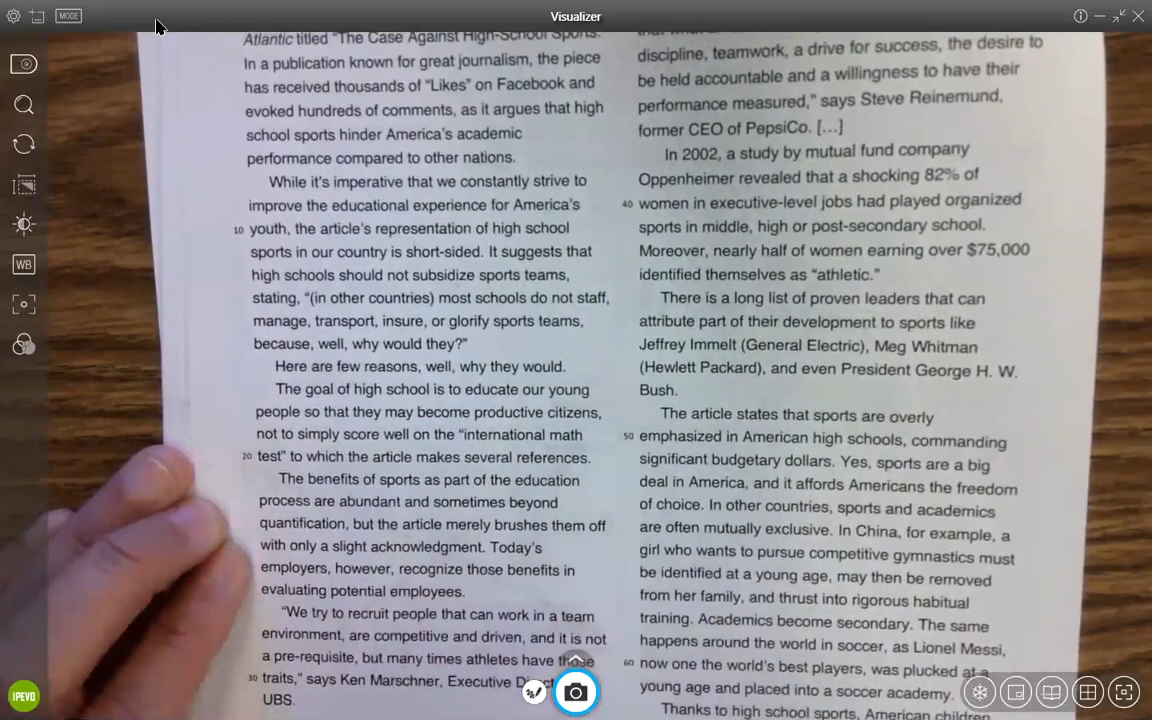 MODE
Visualizer
Atlantic titled “The Case Against High-School Sports.
In a publication known for great journalism, the piece
has received thousands of “Likes” on Facebook and
evoked hundreds of comments, as it argues that high
school sports hinder America’s academic
performance compared to other nations.
While it’s imperative that we constantly strive to
improve the educational experience for America’s
10 youth, the article’s representation of high school
sports in our country is short-sided. It suggests that
high schools should not subsidize sports teams,
stating, “(in other countries) most schools do not staff,
manage, transport, insure, or glorify sports teams,
because, well, why would they?”
Here are few reasons, well, why they would.
The goal of high school is to educate our young
people so that they may become productive citizens,
not to simply score well on the “international math
20 test” to which the article makes several references.
The benefits of sports as part of the education
process are abundant and sometimes beyond
quantification, but the article merely brushes them off
with only a slight acknowledgment. Today’s
employers, however, recognize those benefits in
evaluating potential employees.
“We try to recruit people that can work in a team
environment, are competitive and driven, and it is not
a pre-requisite, but many times athletes have those
30 traits,” says Ken Marschner, Executive
UBS.
discipline, teamwork, a drive for success, the desire to
be held accountable and a willingness to have their
performance measured,” says Steve Reinemund,
former CEO of PepsiCo. [...]
In 2002, a study by mutual fund company
Oppenheimer revealed that a shocking 82% of
40 women in executive-level jobs had played organized
sports in middle, high or post-secondary school.
Moreover, nearly half of women earning over $75,000
identified themselves as “athletic.”
There is a long list of proven leaders that can
attribute part of their development to sports like
Jeffrey Immelt (General Electric), Meg Whitman
(Hewlett Packard), and even President George H. W.
Bush.
The article states that sports are overly
50 emphasized in American high schools, commanding
significant budgetary dollars. Yes, sports are a big
deal in America, and it affords Americans the freedom
of choice. In other countries, sports and academics
are often mutually exclusive. In China, for example, a
girl who wants to pursue competitive gymnastics must
be identified at a young age, may then be removed
from her family, and thrust into rigorous habitual
training. Academics become secondary. The same
happens around the world in soccer, as Lionel Messi,
60 now one the world’s best players, was plucked at a
young age and placed into a soccer academy.
Thanks to high school sports, American children
WB
IPEVO